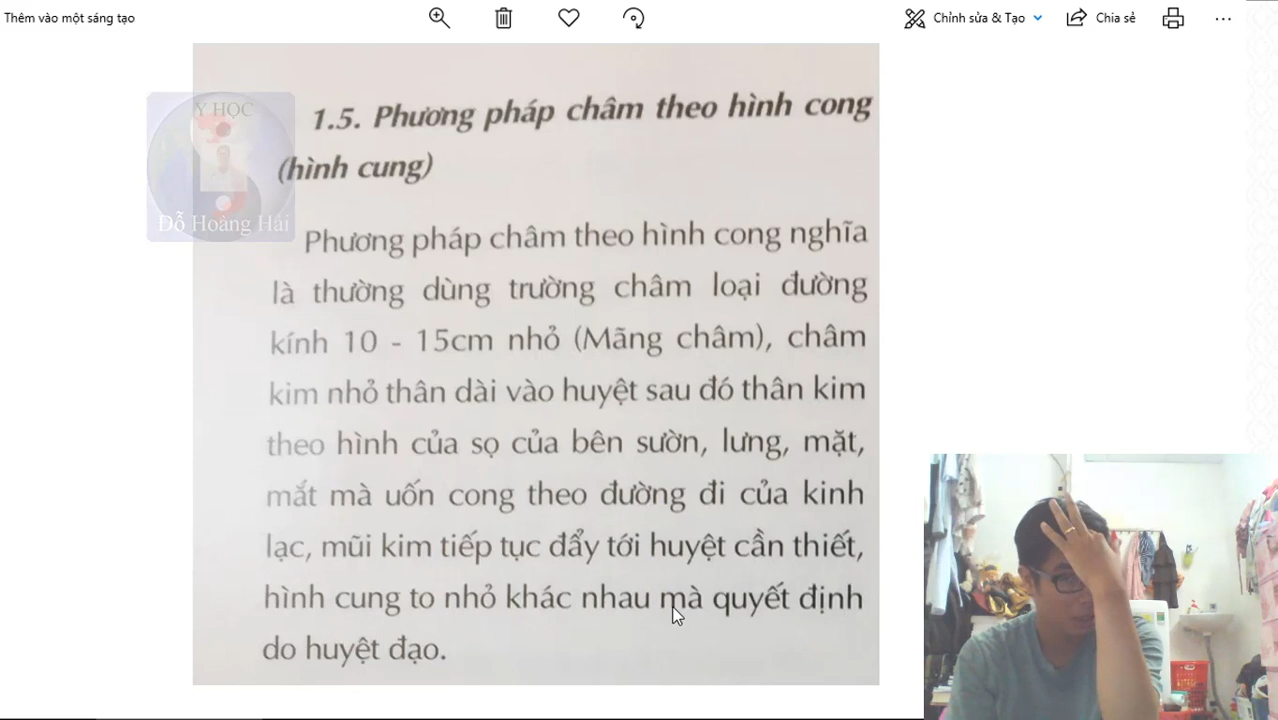 Thêm vào một sáng tạo
Chỉnh sửa & Tạo
Chia sẻ
Y HỌC
Đỗ Hoàng Hải
1.5. Phương pháp châm theo hình cong
(hình cung)
Phương pháp châm theo hình cong nghĩa
là thường dùng trường châm loại đường
kính 10 - 15cm nhỏ (Mãng châm), châm
kim nhỏ thân dài vào huyệt sau đó thân kim
theo hình của sọ của bên sườn, lưng, mặt,
mắt mà uốn cong theo đường đi của kinh
lạc, mũi kim tiếp tục đẩy tới huyệt cần thiết,
hình cung to nhỏ khác nhau mà quyết định
do huyệt đạo.